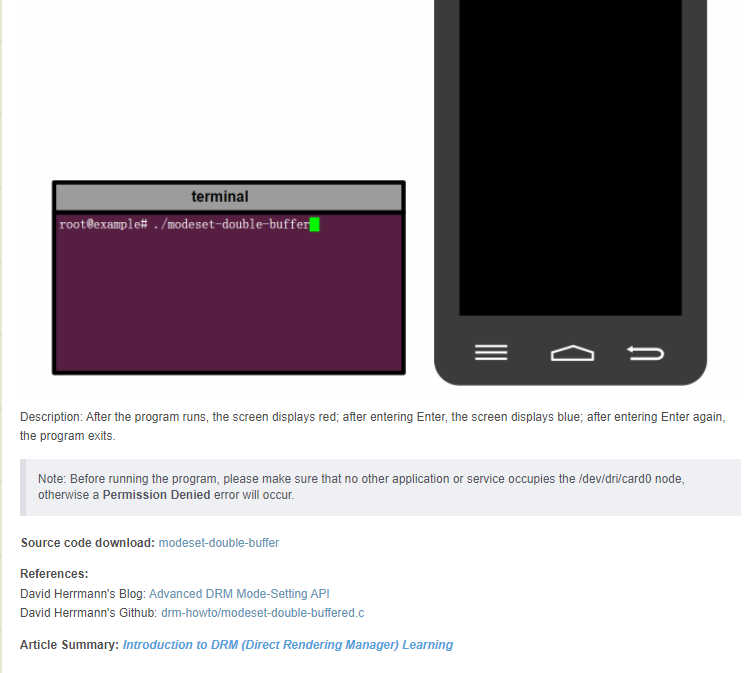 terminal
root@example# ./modeset-double-buffer
Description: After the program runs, the screen displays red; after entering Enter, the screen displays blue; after entering Enter again,
the program exits.
Note: Before running the program, please make sure that no other application or service occupies the /dev/dri/card0 node,
otherwise a Permission Denied error will occur.
Source code download: modeset-double-buffer
References:
David Herrmann's Blog: Advanced DRM Mode-Setting API
David Herrmann's Github: drm-howto/modeset-double-buffered.c
Article Summary: Introduction to DRM (Direct Rendering Manager) Learning